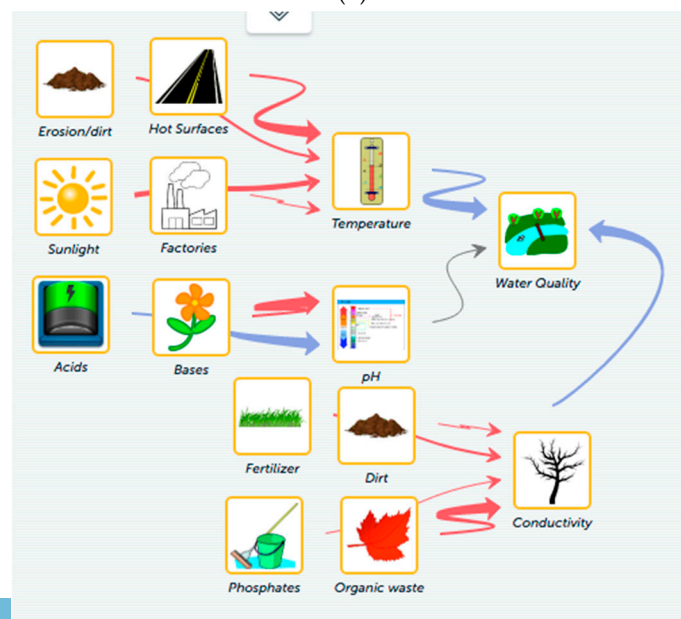 Erosion/dirt
Hot Surfaces
Sunlight
Factories
Temperature
Water Quality
Acids
Bases
pH
Fertilizer
Dirt
Conductivity
Phosphates
Organic waste